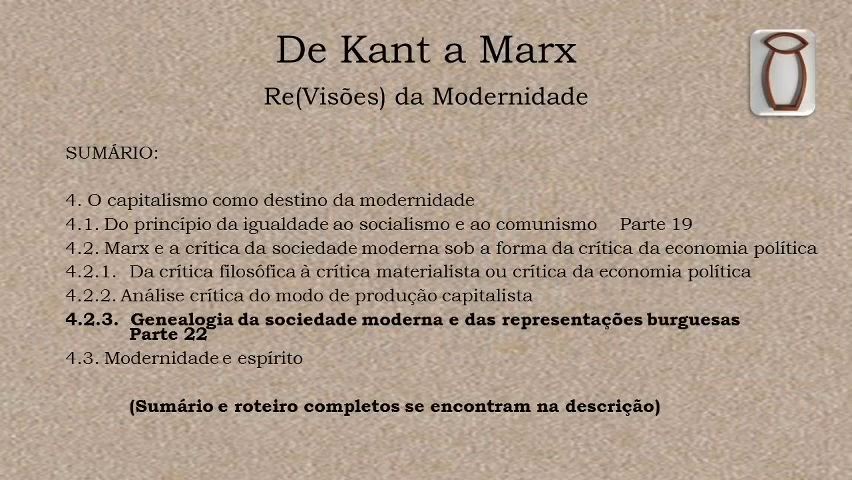 De Kant a Marx
Re(Visões) da Modernidade
SUMÁRIO:
4. O capitalismo como destino da modernidade
4.1. Do princípio da igualdade ao socialismo e ao comunismo Parte 19
4.2. Marx e a crítica da sociedade moderna sob a forma da crítica da economia política
4.2.1. Da crítica filosófica à crítica materialista ou crítica da economia política
4.2.2. Análise crítica do modo de produção capitalista
4.2.3. Genealogia da sociedade moderna e das representações burguesas
Parte 22
4.3. Modernidade e espírito
(Sumário e roteiro completos se encontram na descrição)